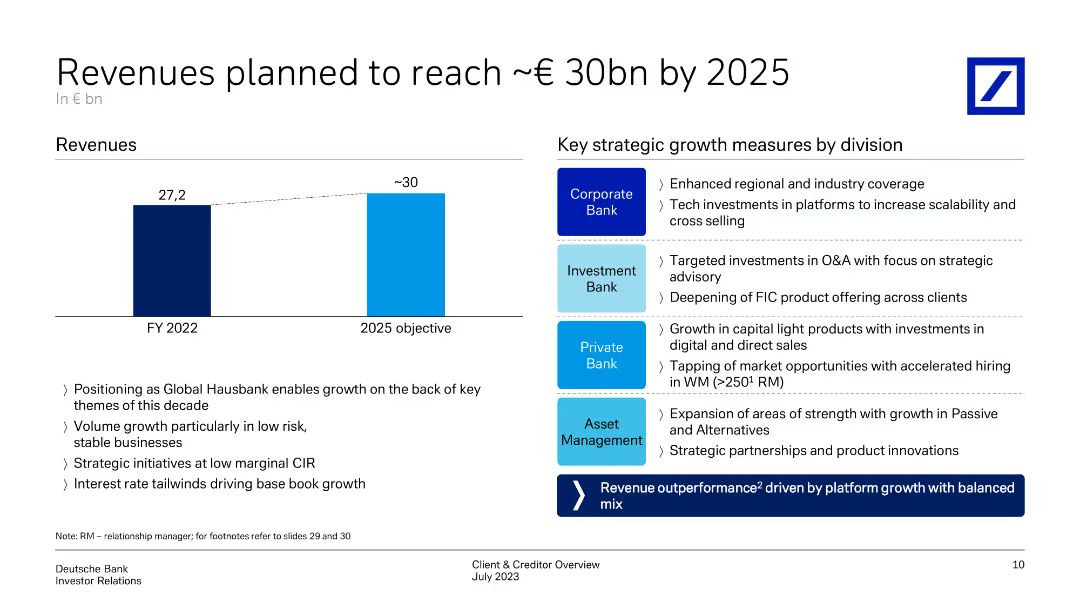 Revenues planned to reach ~€ 30bn by 2025
In € bn
Revenues
27,2
~30
FY 2022
2025 objective
〉 Positioning as Global Hausbank enables growth on the back of key
themes of this decade
〉 Volume growth particularly in low risk,
stable businesses
〉 Strategic initiatives at low marginal CIR
〉 Interest rate tailwinds driving base book growth
Key strategic growth measures by division
Corporate
Bank
〉 Enhanced regional and industry coverage
〉 Tech investments in platforms to increase scalability and
cross selling
Investment
Bank
〉 Targeted investments in O&A with focus on strategic
advisory
〉 Deepening of FIC product offering across clients
Private
Bank
〉 Growth in capital light products with investments in
digital and direct sales
〉 Tapping of market opportunities with accelerated hiring
in WM (>250¹ RM)
Asset
Management
〉 Expansion of areas of strength with growth in Passive
and Alternatives
〉 Strategic partnerships and product innovations
〉 Revenue outperformance² driven by platform growth with balanced
mix
Note: RM – relationship manager; for footnotes refer to slides 29 and 30
Deutsche Bank
Investor Relations
Client & Creditor Overview
July 2023
10